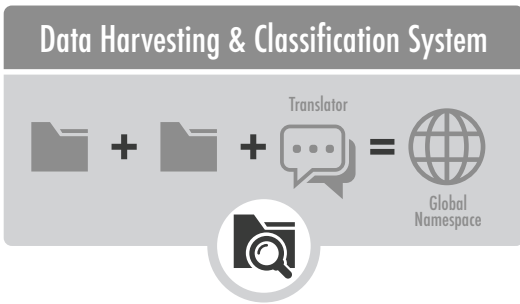 Data Harvesting & Classification System
Translator
Global
Namespace